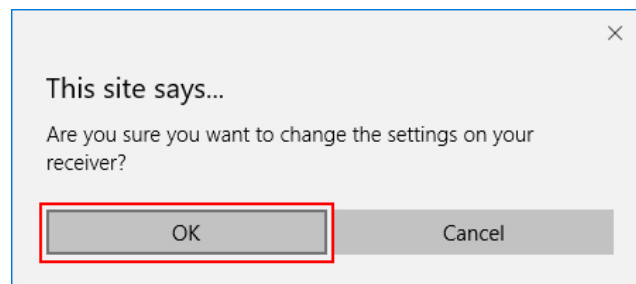 This site says...
Are you sure you want to change the settings on your
receiver?
OK
Cancel